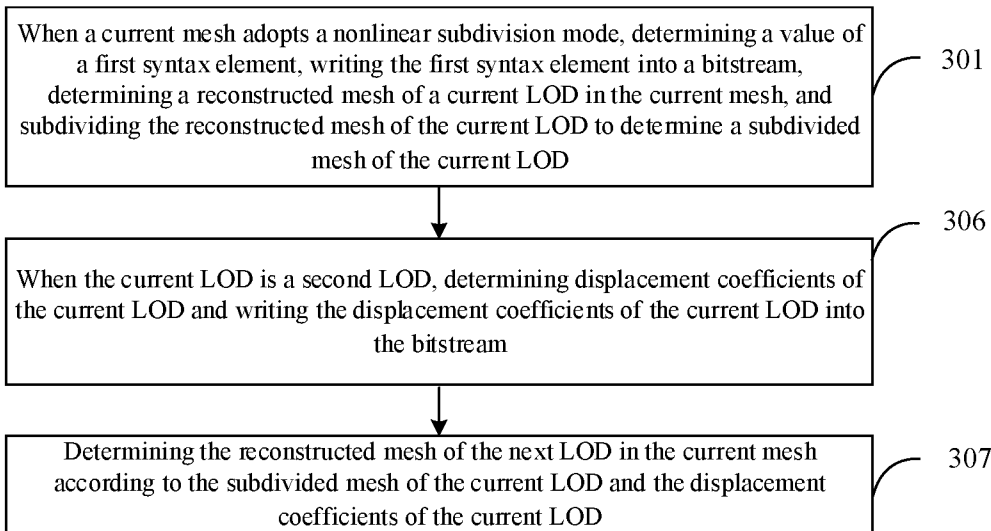 When a current mesh adopts a nonlinear subdivision mode, determining a value of
a first syntax element, writing the first syntax element into a bitstream,
determining a reconstructed mesh of a current LOD in the current mesh, and
subdividing the reconstructed mesh of the current LOD to determine a subdivided
mesh of the current LOD
301
When the current LOD is a second LOD, determining displacement coefficients of
the current LOD and writing the displacement coefficients of the current LOD into
the bitstream
306
Determining the reconstructed mesh of the next LOD in the current mesh
according to the subdivided mesh of the current LOD and the displacement
coefficients of the current LOD
307